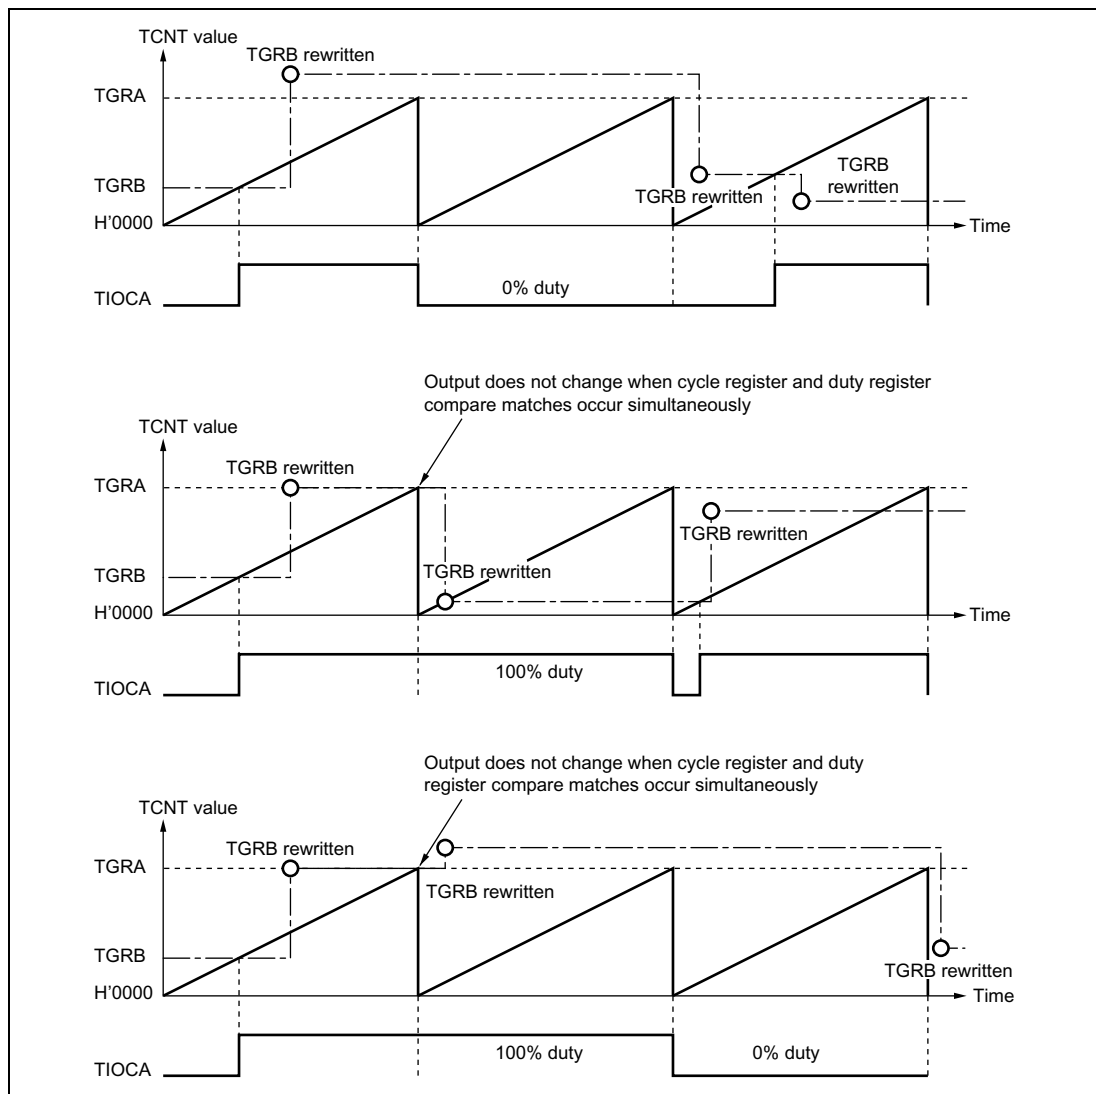 TCNT value
TGRB rewritten
TGRA
TGRB
rewritten
TGRB
TGRB rewritten
H'0000
Time
0% duty
TIOCA
Output does not change when cycle register and duty register
compare matches occur simultaneously
TCNT value
TGRB rewritten
TGRA
TGRB rewritten
TGRB
TGRB rewritten
H'0000
Time
100% duty
TIOCA
Output does not change when cycle register and duty
register compare matches occur simultaneously
TCNT value
TGRB rewritten
TGRA
TGRB rewritten
TGRB
TGRB rewritten
H'0000
Time
100% duty
0% duty
TIOCA